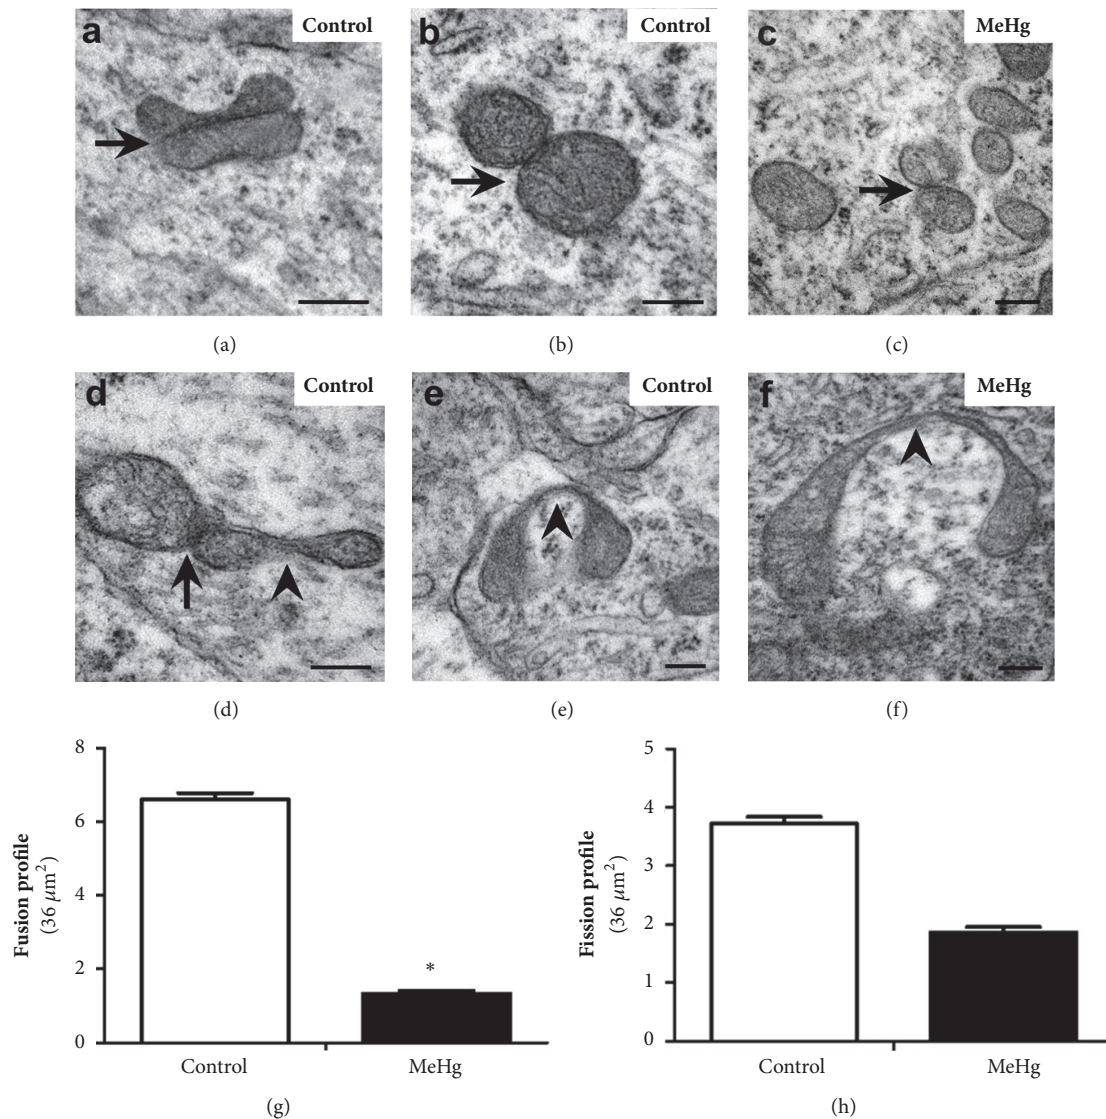 a Control
b Control
c MeHg
(a)
(b)
(c)
d Control
e Control
f MeHg
(d)
(e)
(f)
8
6
4
2
0
Fusion profile
(36 μm²)
*
Control MeHg
(g)
5
4
3
2
1
0
Fission profile
(36 μm²)
Control MeHg
(h)